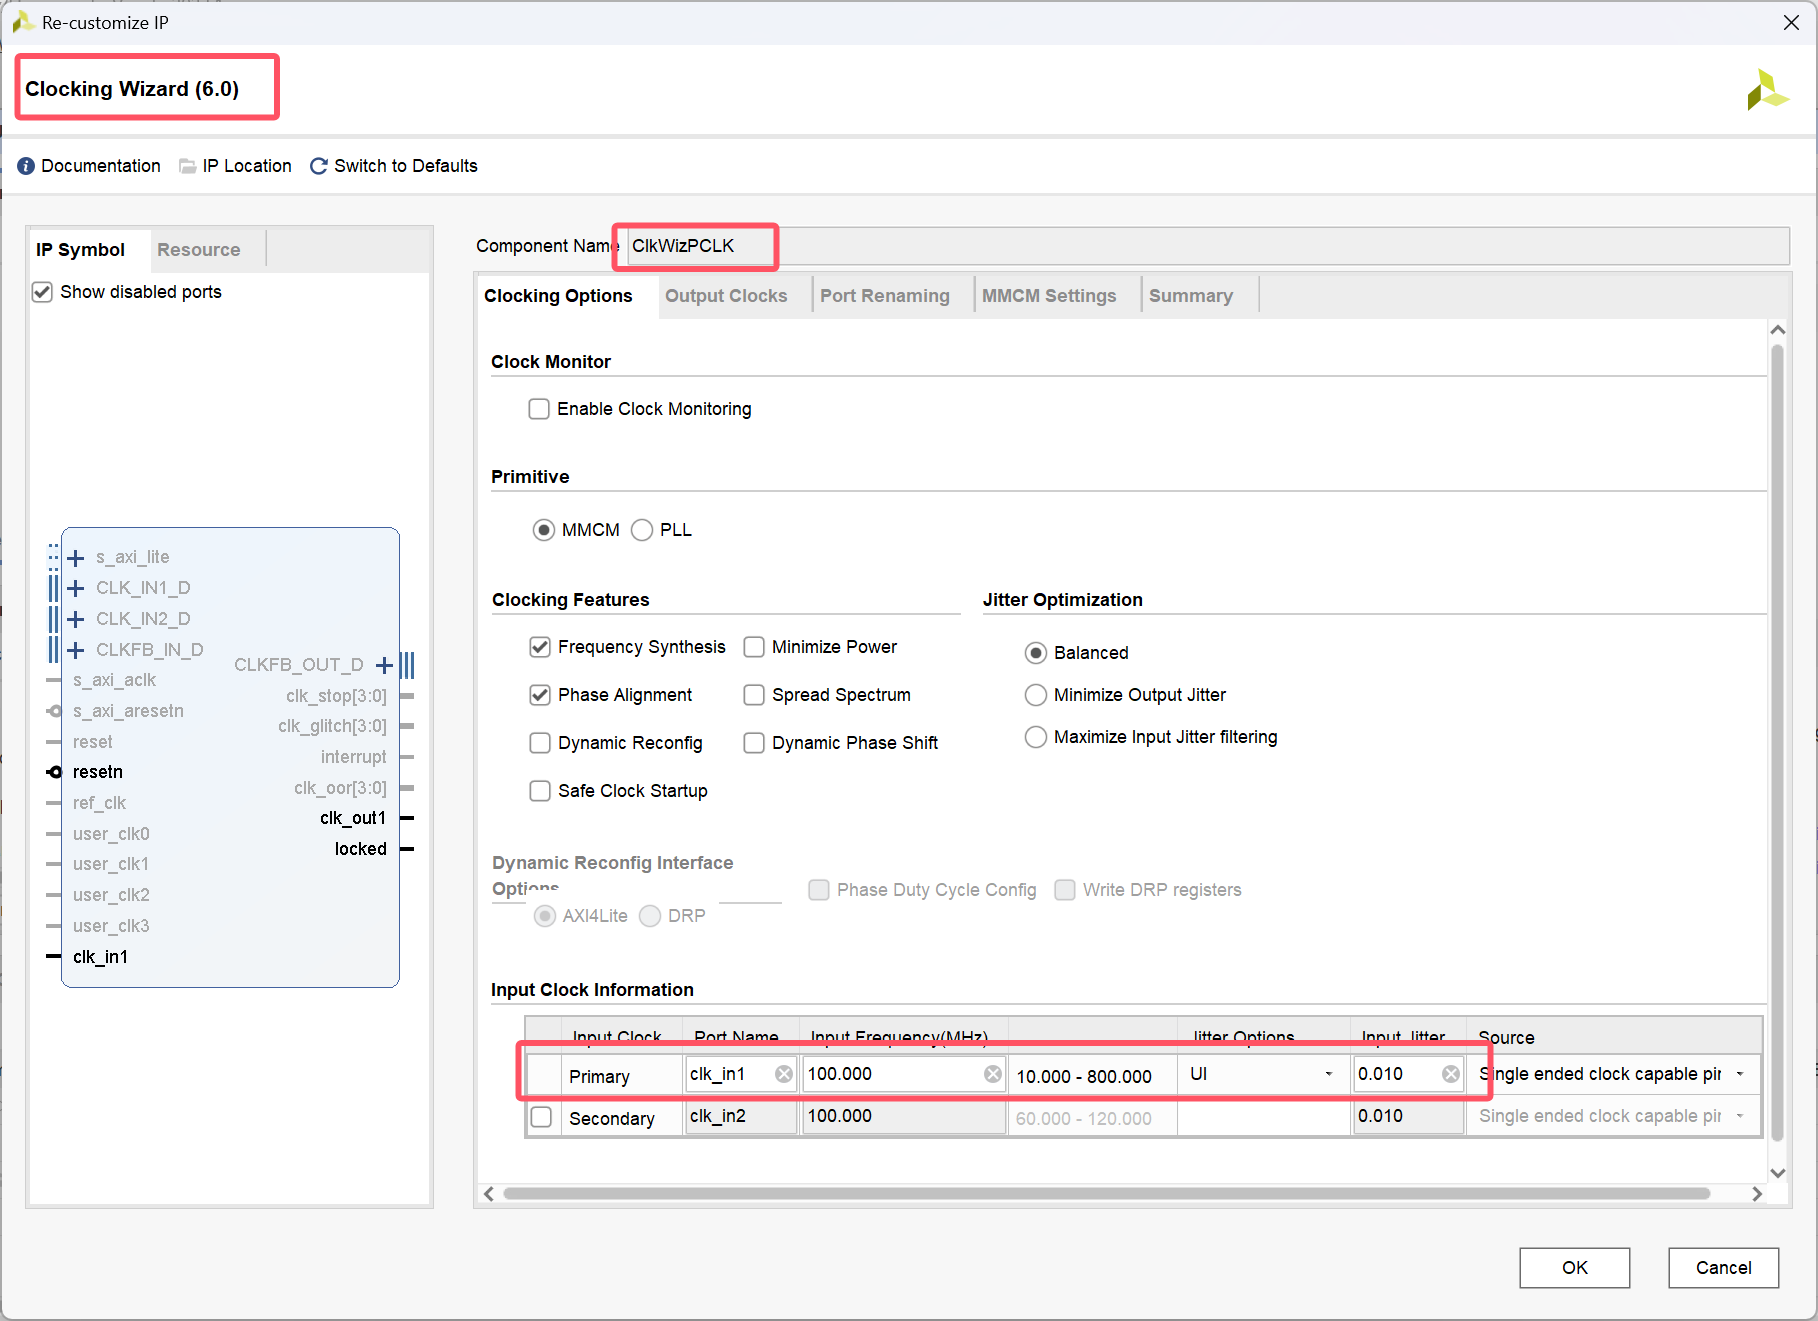 Re-customize IP
Clocking Wizard (6.0)
Documentation IP Location Switch to Defaults
IP Symbol Resource
Show disabled ports
s_axi_lite
CLK_IN1_D
CLK_IN2_D
CLKFB_IN_D
s_axi_aclk
s_axi_aresetn
reset
resetn
ref_clk
user_clk0
user_clk1
user_clk2
user_clk3
clk_in1
CLKFB_OUT_D
clk_stop[3:0]
clk_glitch[3:0]
interrupt
clk_oor[3:0]
clk_out1
locked
Component Name ClkWizPCLK
Clocking Options Output Clocks Port Renaming MMCM Settings Summary
Clock Monitor
Enable Clock Monitoring
Primitive
MMCM PLL
Clocking Features
Frequency Synthesis Minimize Power
Phase Alignment Spread Spectrum
Dynamic Reconfig Dynamic Phase Shift
Safe Clock Startup
Jitter Optimization
Balanced
Minimize Output Jitter
Maximize Input Jitter filtering
Dynamic Reconfig Interface
Options
AXI4Lite DRP
Phase Duty Cycle Config Write DRP registers
Input Clock Information
Input Clock Port Name Input Frequency(MHz) Jitter Options Input Jitter Source
Primary clk_in1 100.000 10.000 - 800.000 UI 0.010 Single ended clock capable pin
Secondary clk_in2 100.000 60.000 - 120.000 0.010 Single ended clock capable pin
OK Cancel